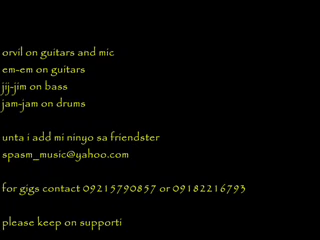 orvil on guitars and mic
em-em on guitars
jij-jim on bass
jam-jam on drums
unta i add mi ninyo sa friendster
spasm_music@yahoo.com
for gigs contact 09215790857 or 09182216793
please keep on supporti